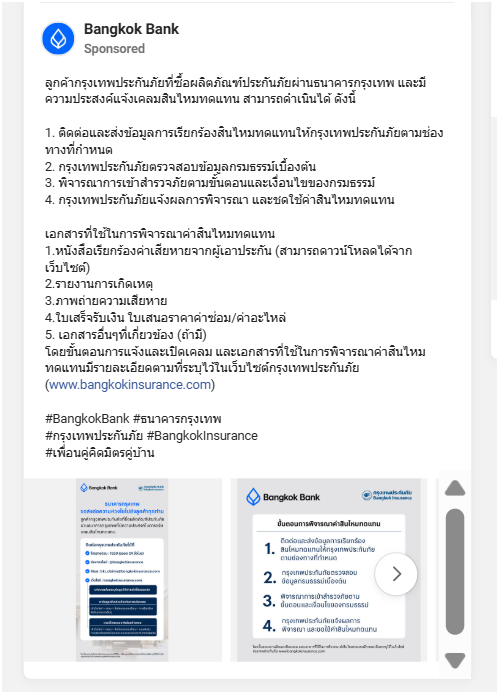 Bangkok Bank
Sponsored
ลูกค้ากรุงเทพประกันภัยที่ซื้อผลิตภัณฑ์ประกันภัยผ่านธนาคารกรุงเทพ และมี
ความประสงค์แจ้งเคลมสินไหมทดแทน สามารถดำเนินได้ ดังนี้
1. ติดต่อและส่งข้อมูลการเรียกร้องสินไหมทดแทนให้กรุงเทพประกันภัยตามช่อง
ทางที่กำหนด
2. กรุงเทพประกันภัยตรวจสอบข้อมูลกรมธรรม์เบื้องต้น
3. พิจารณาการเข้าสำรวจภัยตามขั้นตอนและเงื่อนไขของกรมธรรม์
4. กรุงเทพประกันภัยแจ้งผลการพิจารณา และชดใช้ค่าสินไหมทดแทน
เอกสารที่ใช้ในการพิจารณาค่าสินไหมทดแทน
1.หนังสือเรียกร้องค่าเสียหายจากผู้เอาประกัน (สามารถดาวน์โหลดได้จาก
เว็บไซต์)
2.รายงานการเกิดเหตุ
3.ภาพถ่ายความเสียหาย
4.ใบเสร็จรับเงิน ใบเสนอราคาค่าซ่อม/ค่าอะไหล่
5. เอกสารอื่นๆที่เกี่ยวข้อง (ถ้ามี)
โดยขั้นตอนการแจ้งและเปิดเคลม และเอกสารที่ใช้ในการพิจารณาค่าสินไหม
ทดแทนมีรายละเอียดตามที่ระบุไว้ในเว็บไซต์กรุงเทพประกันภัย
(www.bangkokinsurance.com)
#BangkokBank #ธนาคารกรุงเทพ
#กรุงเทพประกันภัย #BangkokInsurance
#เพื่อนคู่คิดมิตรคู่บ้าน
Bangkok Bank
ธนาคารกรุงเทพ
ขอส่งต่อความห่วงใยไปยังลูกค้าทุกท่าน
Bangkok Bank
กรุงเทพประกันภัย
ขั้นตอนการพิจารณาค่าสินไหมทดแทน
1. ติดต่อและส่งข้อมูลการเรียกร้อง
สินไหมทดแทนให้กรุงเทพประกันภัย
ตามช่องทางที่กำหนด
2. กรุงเทพประกันภัยตรวจสอบ
ข้อมูลกรมธรรม์เบื้องต้น
3. พิจารณาการเข้าสำรวจภัยตาม
ขั้นตอนและเงื่อนไขของกรมธรรม์
4. กรุงเทพประกันภัยแจ้งผลการ
พิจารณา และชดใช้ค่าสินไหมทดแทน